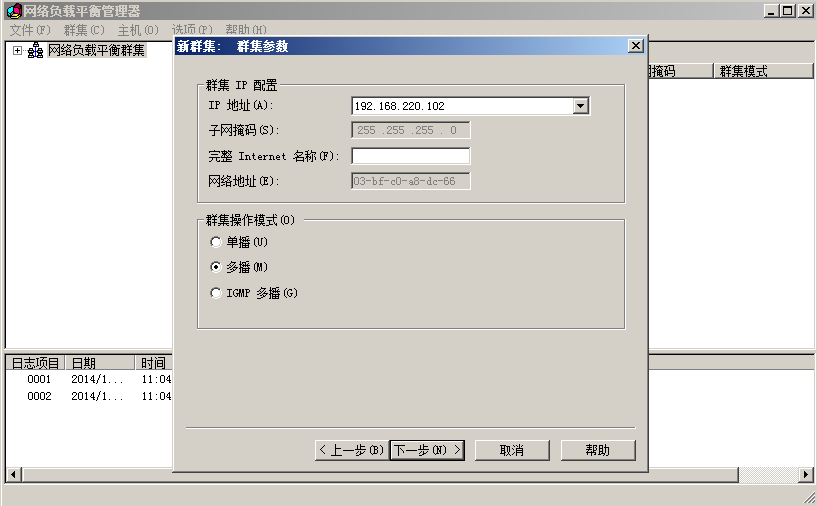 网络负载平衡管理器
文件(F) 群集(C) 主机(O) 选项(P) 帮助(H)
网络负载平衡群集
掩码 群集模式
新群集: 群集参数
群集 IP 配置
IP 地址(A): 192.168.220.102
子网掩码(S): 255 .255 .255 . 0
完整 Internet 名称(F):
网络地址(E): 03-bf-c0-a8-dc-66
群集操作模式(O)
单播(U)
多播(M)
IGMP 多播(G)
< 上一步(B) 下一步(N) > 取消 帮助
日志项目 日期 时间
0001 2014/1... 11:04
0002 2014/1... 11:04